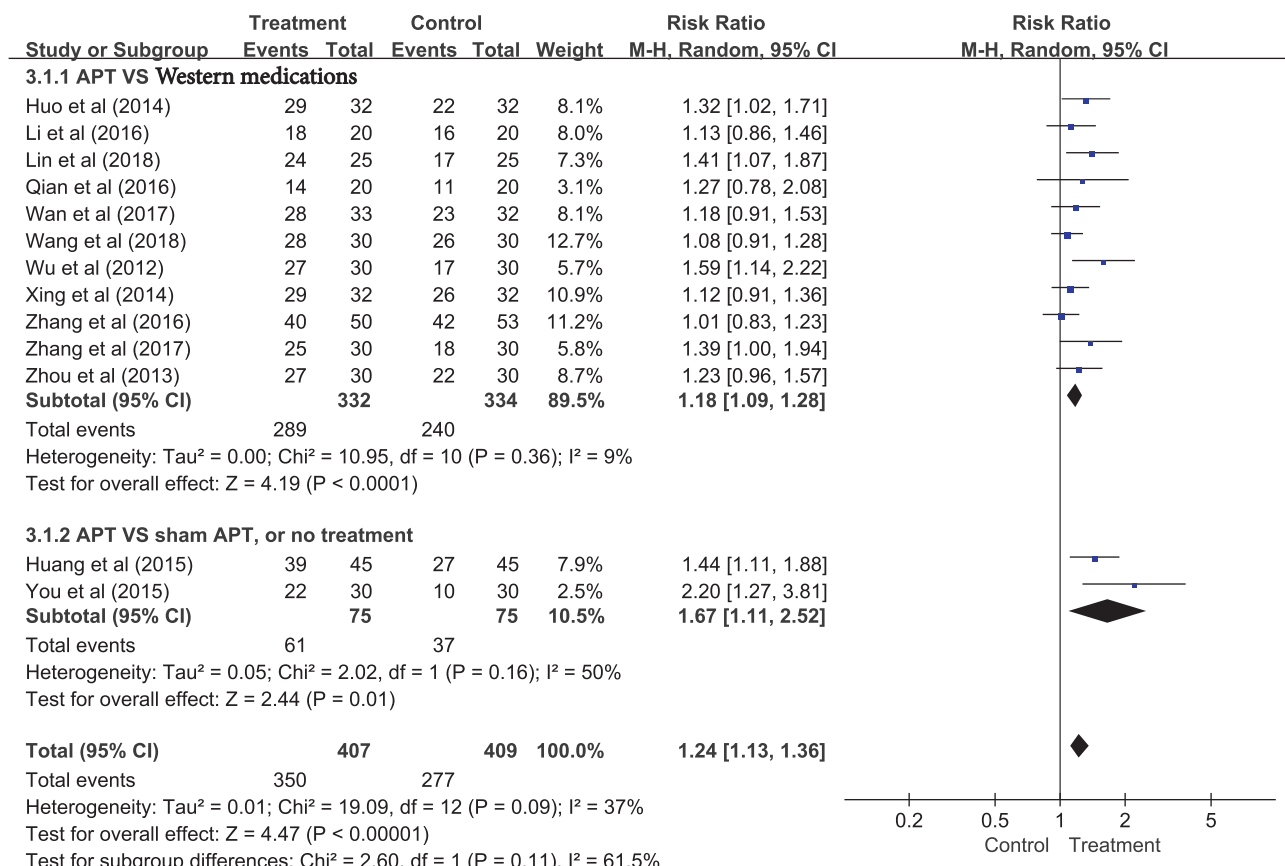 Treatment Control Risk Ratio Risk Ratio
Study or Subgroup Events Total Events Total Weight M-H, Random, 95% CI M-H, Random, 95% CI
3.1.1 APT VS Western medications
Huo et al (2014) 29 32 22 32 8.1% 1.32 [1.02, 1.71]
Li et al (2016) 18 20 16 20 8.0% 1.13 [0.86, 1.46]
Lin et al (2018) 24 25 17 25 7.3% 1.41 [1.07, 1.87]
Qian et al (2016) 14 20 11 20 3.1% 1.27 [0.78, 2.08]
Wan et al (2017) 28 33 23 32 8.1% 1.18 [0.91, 1.53]
Wang et al (2018) 28 30 26 30 12.7% 1.08 [0.91, 1.28]
Wu et al (2012) 27 30 17 30 5.7% 1.59 [1.14, 2.22]
Xing et al (2014) 29 32 26 32 10.9% 1.12 [0.91, 1.36]
Zhang et al (2016) 40 50 42 53 11.2% 1.01 [0.83, 1.23]
Zhang et al (2017) 25 30 18 30 5.8% 1.39 [1.00, 1.94]
Zhou et al (2013) 27 30 22 30 8.7% 1.23 [0.96, 1.57]
Subtotal (95% CI) 332 334 89.5% 1.18 [1.09, 1.28]
Total events 289 240
Heterogeneity: Tau² = 0.00; Chi² = 10.95, df = 10 (P = 0.36); I² = 9%
Test for overall effect: Z = 4.19 (P < 0.0001)
3.1.2 APT VS sham APT, or no treatment
Huang et al (2015) 39 45 27 45 7.9% 1.44 [1.11, 1.88]
You et al (2015) 22 30 10 30 2.5% 2.20 [1.27, 3.81]
Subtotal (95% CI) 75 75 10.5% 1.67 [1.11, 2.52]
Total events 61 37
Heterogeneity: Tau² = 0.05; Chi² = 2.02, df = 1 (P = 0.16); I² = 50%
Test for overall effect: Z = 2.44 (P = 0.01)
Total (95% CI) 407 409 100.0% 1.24 [1.13, 1.36]
Total events 350 277
Heterogeneity: Tau² = 0.01; Chi² = 19.09, df = 12 (P = 0.09); I² = 37%
Test for overall effect: Z = 4.47 (P < 0.00001)
Test for subgroup differences: Chi² = 2.60, df = 1 (P = 0.11), I² = 61.5%
0.2 0.5 1 2 5
Control Treatment